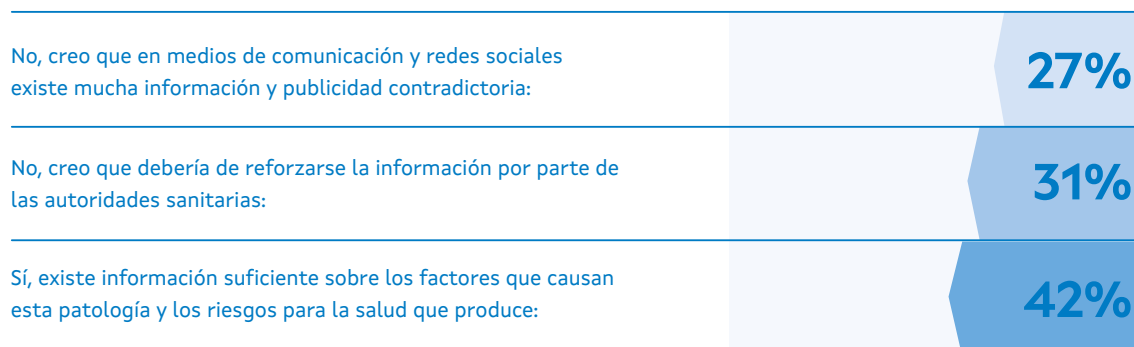 No, creo que en medios de comunicación y redes sociales
existe mucha información y publicidad contradictoria:
27%
No, creo que debería de reforzarse la información por parte de
las autoridades sanitarias:
31%
Sí, existe información suficiente sobre los factores que causan
esta patología y los riesgos para la salud que produce:
42%